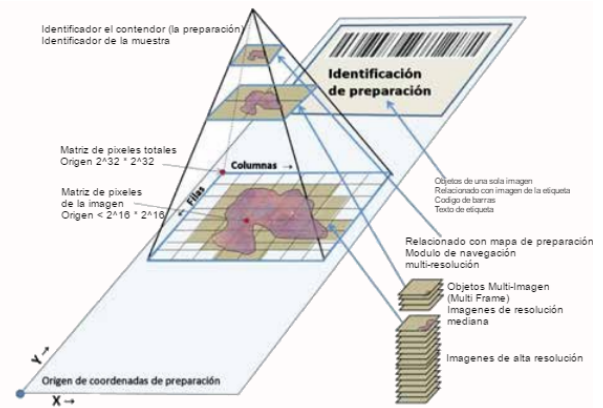 Identificador el contendor (la preparación)
Identificador de la muestra
Identificación
de preparación
Matriz de pixeles totales
Origen 2^32 * 2^32
Columnas →
← Filas
Matriz de pixeles
de la imagen
Origen < 2^16 * 2^16
Objetos de una sola imagen
Relacionado con imagen de la etiqueta
Codigo de barras
Texto de etiqueta
Relacionado con mapa de preparación
Modulo de navegación
multi-resolución
Objetos Multi-Imagen
(Multi Frame)
Imagenes de resolución
mediana
Imagenes de alta resolución
Y →
Origen de coordenadas de preparación
X →